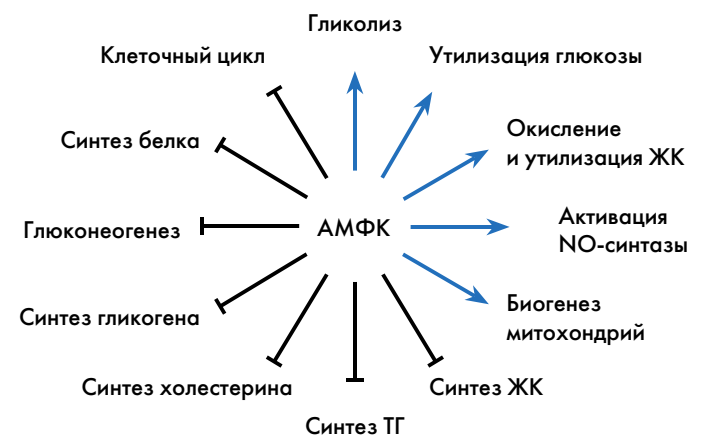 Гликолиз
Клеточный цикл
Утилизация глюкозы
Синтез белка
Окисление
и утилизация ЖК
Глюконеогенез
АМФК
Активация
NO-синтазы
Синтез гликогена
Биогенез
митохондрий
Синтез холестерина
Синтез ЖК
Синтез ТГ